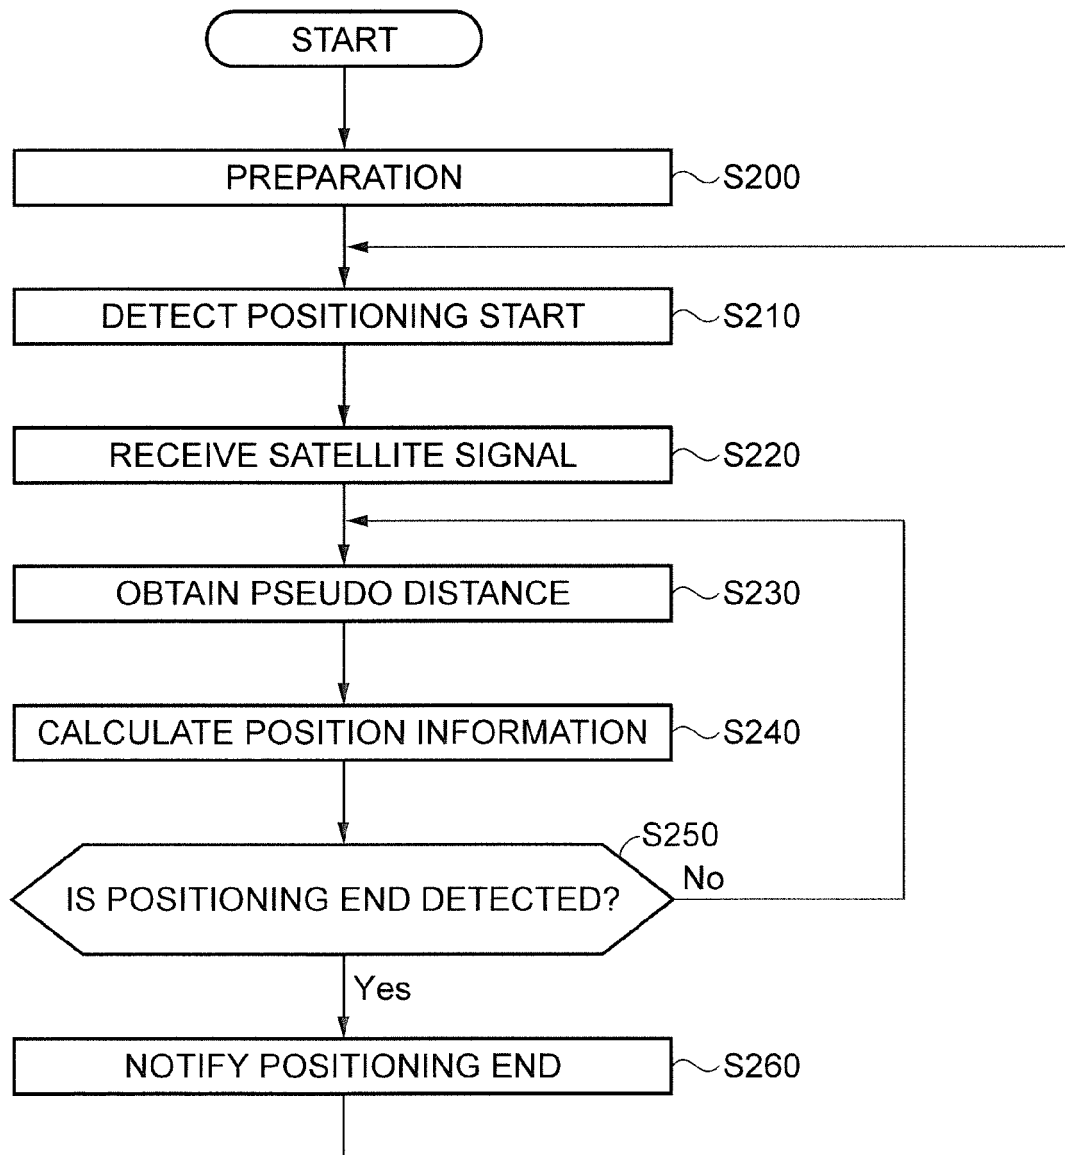 START
PREPARATION
S200
DETECT POSITIONING START
S210
RECEIVE SATELLITE SIGNAL
S220
OBTAIN PSEUDO DISTANCE
S230
CALCULATE POSITION INFORMATION
S240
S250
IS POSITIONING END DETECTED?
No
Yes
NOTIFY POSITIONING END
S260